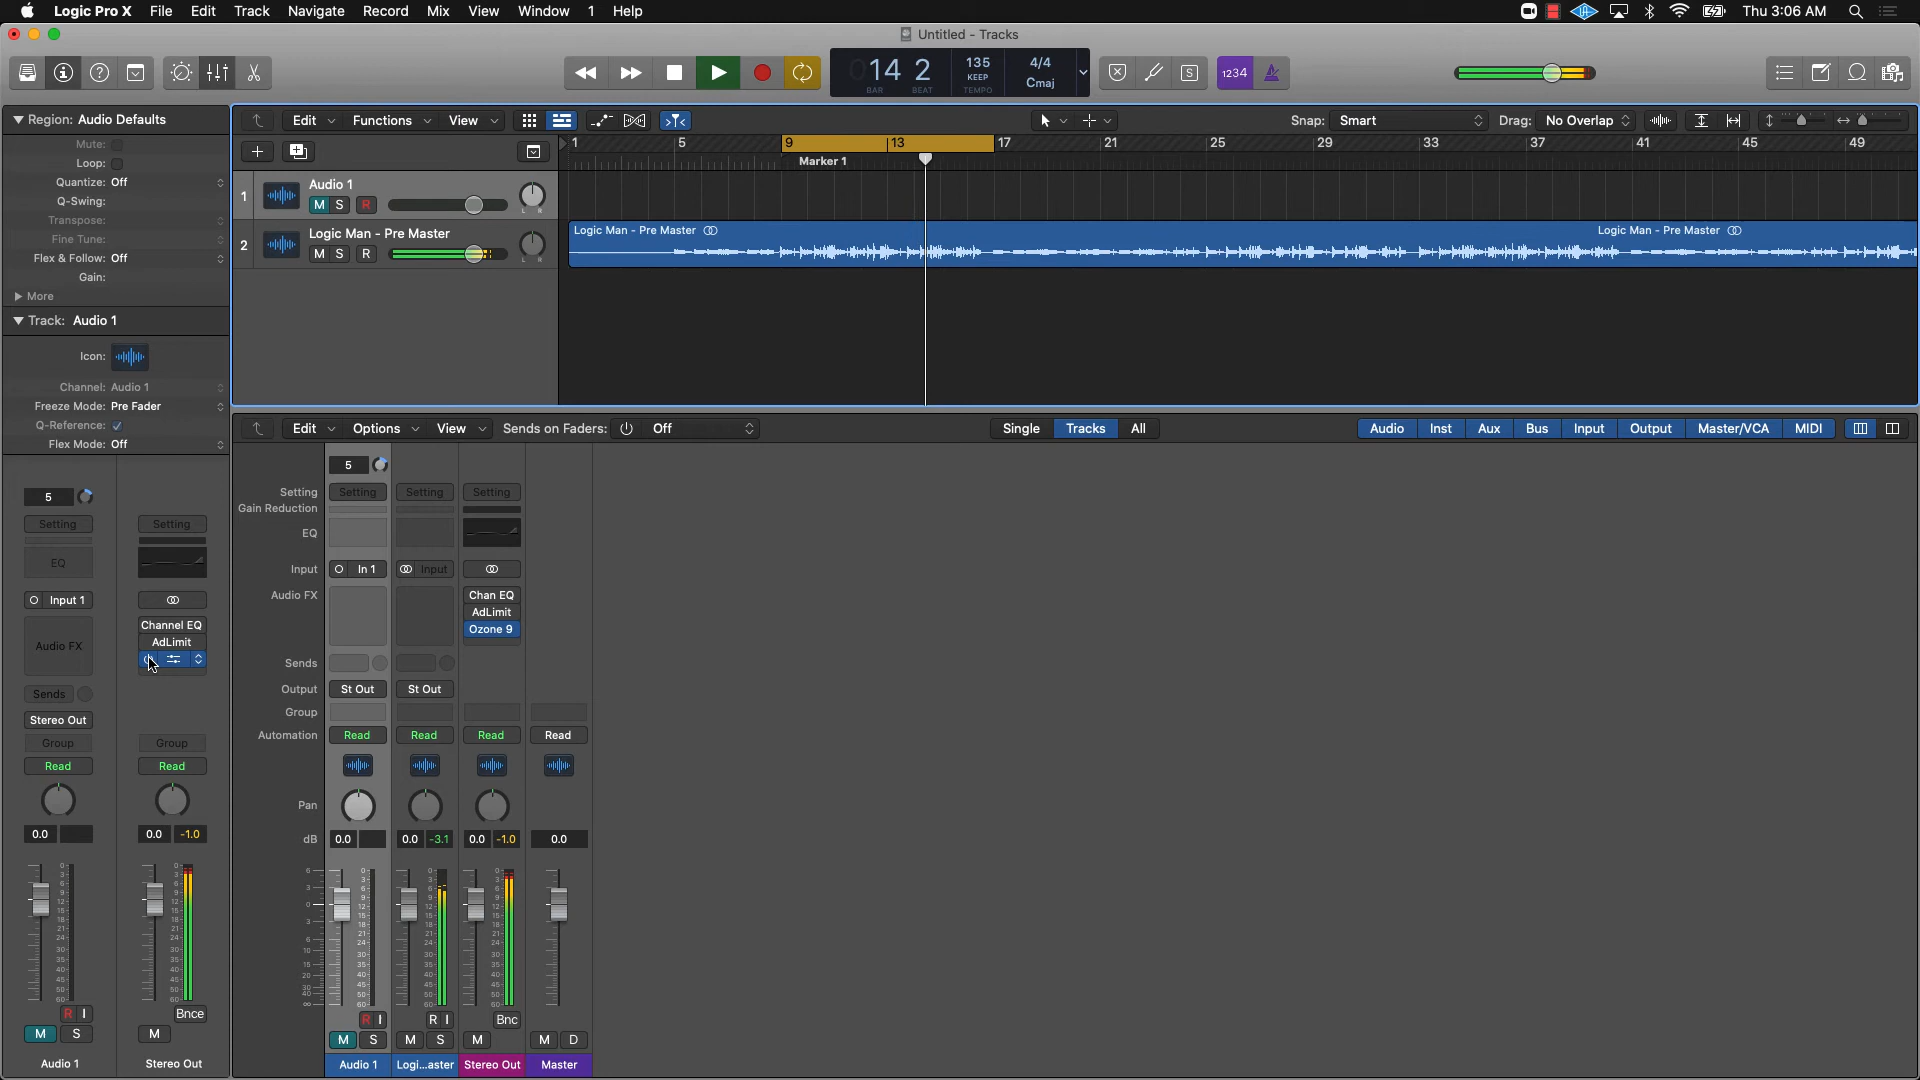 Logic Pro X File Edit Track Navigate Record Mix View Window 1 Help Thu 3:06 AM
Untitled - Tracks
14 2 135 4/4
KEEP Cmaj
BAR BEAT TEMPO
S 1234
Region: Audio Defaults
Mute:
Loop:
Quantize: Off
Q-Swing:
Transpose:
Fine Tune:
Flex & Follow: Off
Gain:
More
Track: Audio 1
Icon:
Channel: Audio 1
Freeze Mode: Pre Fader
Q-Reference:
Flex Mode: Off
5
Setting Setting
EQ
Input 1
Audio FX
Channel EQ
AdLimit
Sends
Stereo Out
Group Group
Read Read
0.0 0.0 -1.0
R I Bnce
M S M
Audio 1 Stereo Out
Edit Functions View Snap: Smart Drag: No Overlap
1 5 9 13 17 21 25 29 33 37 41 45 49
Marker 1
1 Audio 1
M S R
L R
2 Logic Man - Pre Master
M S R
L R
Logic Man - Pre Master Logic Man - Pre Master
Edit Options View Sends on Faders: Off Single Tracks All Audio Inst Aux Bus Input Output Master/VCA MIDI
5
Setting Setting Setting Setting
Gain Reduction
EQ
Input In 1 Input
Audio FX Chan EQ
AdLimit
Ozone 9
Sends
Output St Out St Out
Group
Automation Read Read Read Read
Pan
dB 0.0 0.0 -3.1 0.0 -1.0 0.0
R I R I Bnc
M S M S M M D
Audio 1 Logi...aster Stereo Out Master